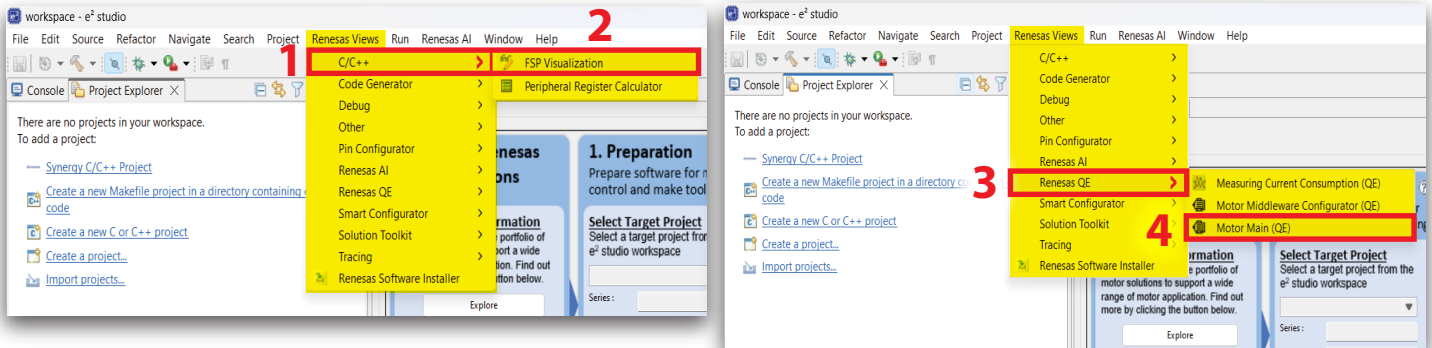 workspace - e² studio
File Edit Source Refactor Navigate Search Project Renesas Views Run Renesas AI Window Help
1
2
Console Project Explorer
There are no projects in your workspace.
To add a project:
Synergy C/C++ Project
Create a new Makefile project in a directory containing
code
Create a new C or C++ project
Create a project...
Import projects...
C/C++
Code Generator
Debug
Other
Pin Configurator
Renesas AI
Renesas QE
Smart Configurator
Solution Toolkit
Tracing
Renesas Software Installer
FSP Visualization
Peripheral Register Calculator
portfolio of
Explore
1. Preparation
Prepare software for
control and make tool
Select Target Project
Select a target project
e² studio workspace
Series :
workspace - e² studio
File Edit Source Refactor Navigate Search Project Renesas Views Run Renesas AI Window Help
3
4
Console Project Explorer
There are no projects in your workspace.
To add a project:
Synergy C/C++ Project
Create a new Makefile project in a directory
code
Create a new C or C++ project
Create a project...
Import projects...
C/C++
Code Generator
Debug
Other
Pin Configurator
Renesas AI
Renesas QE
Smart Configurator
Solution Toolkit
Tracing
Renesas Software Installer
Measuring Current Consumption (QE)
Motor Middleware Configurator (QE)
Motor Main (QE)
portfolio of
motor solutions to support a wide
range of motor application. Find out
more by clicking the button below.
Explore
Select Target Project
Select a target project from the
e² studio workspace
Series :